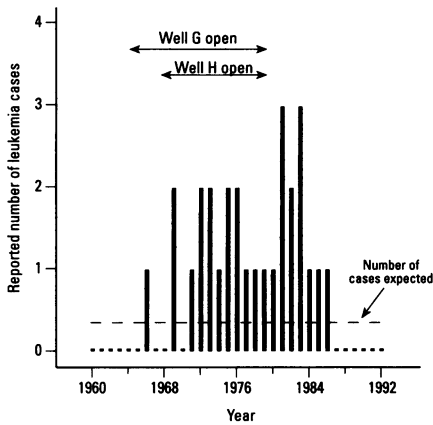 Reported number of leukemia cases
4
3
2
1
0
Well G open
Well H open
Number of
cases expected
1960
1968
1976
1984
1992
Year